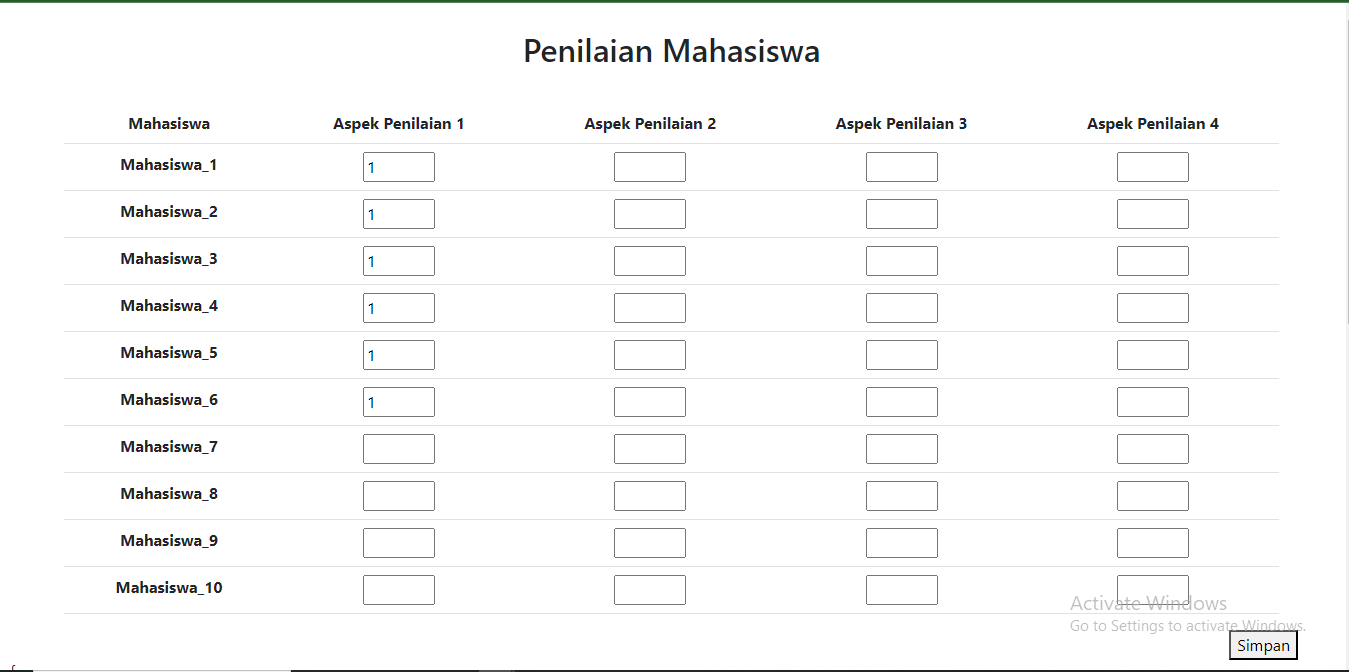 Penilaian Mahasiswa
Mahasiswa Aspek Penilaian 1 Aspek Penilaian 2 Aspek Penilaian 3 Aspek Penilaian 4
Mahasiswa_1 1
Mahasiswa_2 1
Mahasiswa_3 1
Mahasiswa_4 1
Mahasiswa_5 1
Mahasiswa_6 1
Mahasiswa_7
Mahasiswa_8
Mahasiswa_9
Mahasiswa_10
Activate Windows
Go to Settings to activate Windows.
Simpan